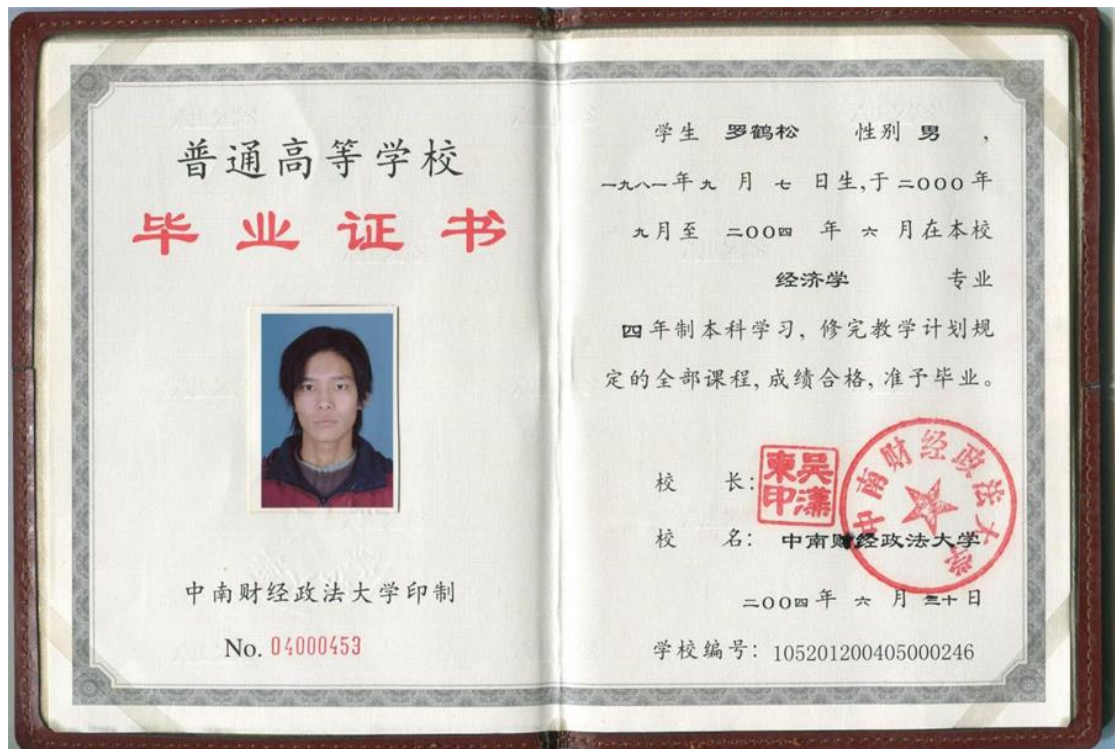 普通高等学校
毕业证书
中南财经政法大学印制
No. 04000453
学生 罗鹤松 性别 男 ,
一九八一年九 月 七 日生,于二000年
九月至 二00四 年 六 月在本校
经济学 专业
四年制本科学习, 修完教学计划规
定的全部课程, 成绩合格, 准予毕业。
校 长:
吴汉東印
中南财经政法大学
校 名: 中南财经政法大学
二00四年 六 月 三十日
学校编号: 105201200405000246